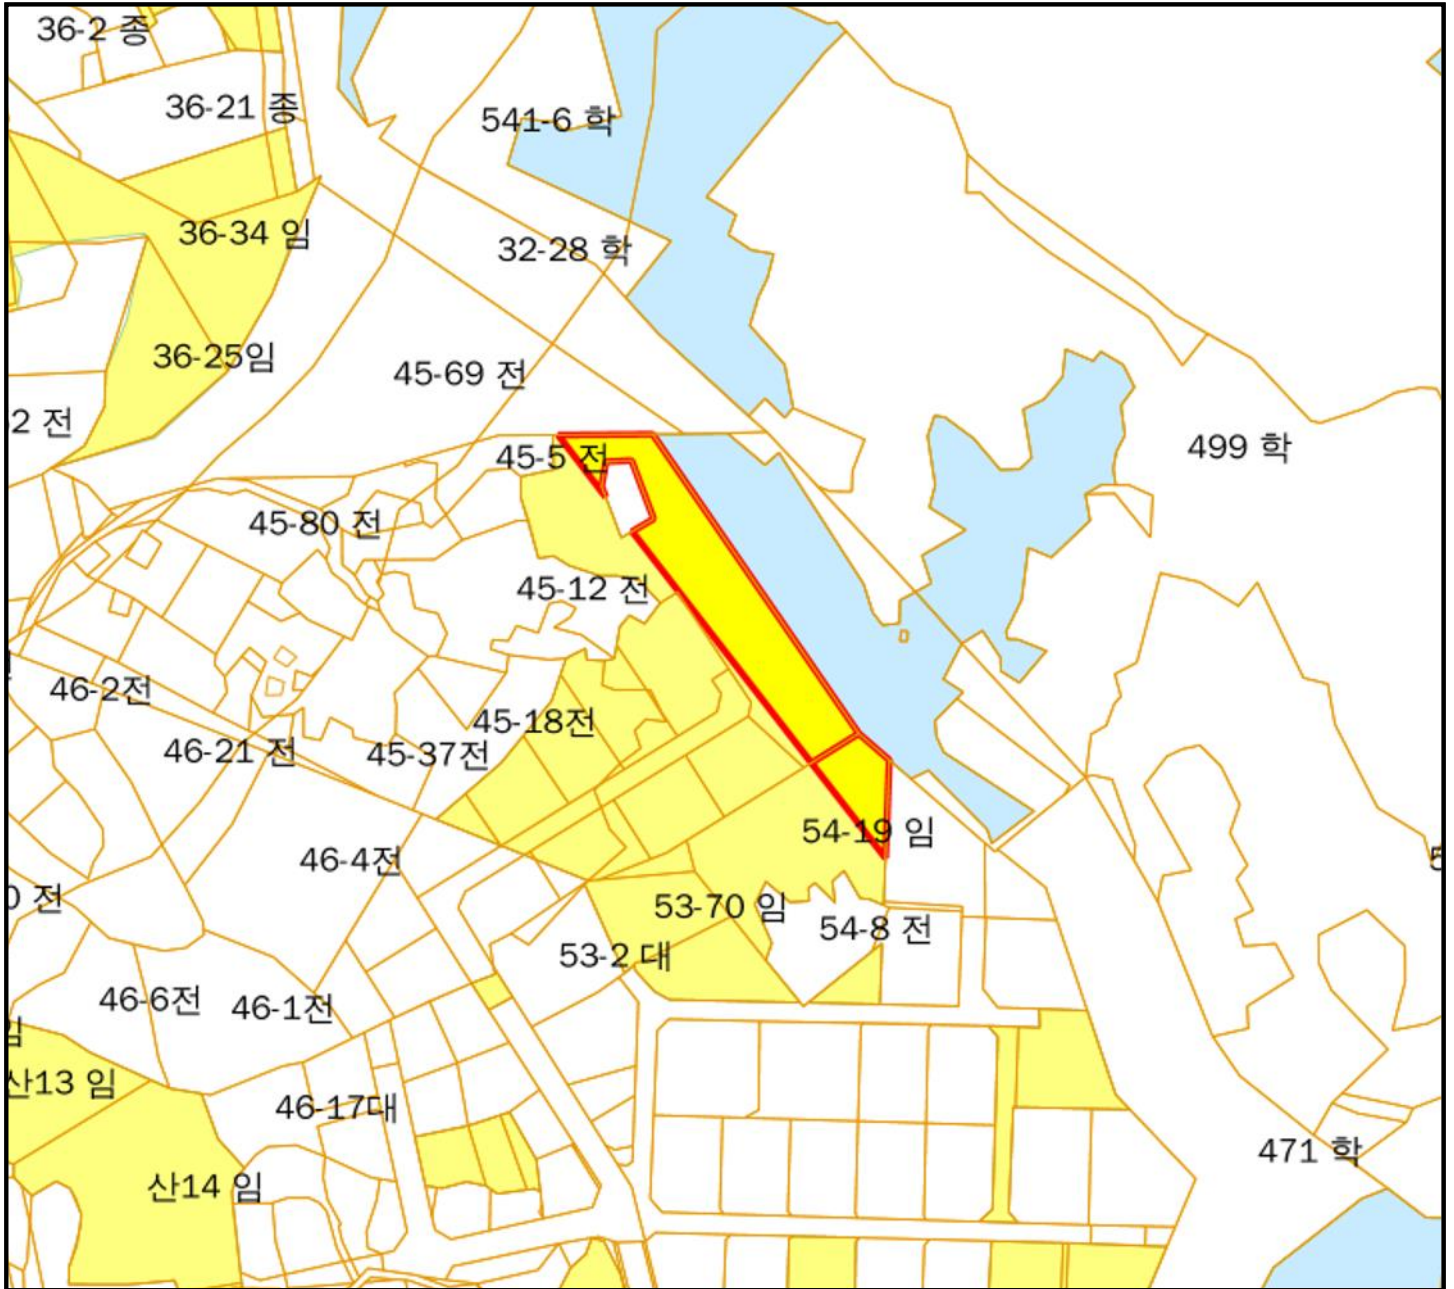 36-2 종
36-21 종
541-6 학
36-34 임
32-28 학
36-25임
45-69 전
2 전
499 학
45-5 전
45-80 전
45-12 전
46-2전
45-18전
46-21 전
45-37전
54-19 임
46-4전
0 전
53-70 임
54-8 전
53-2 대
46-6전
46-1전
임
산13 임
46-17대
471 학
산14 임